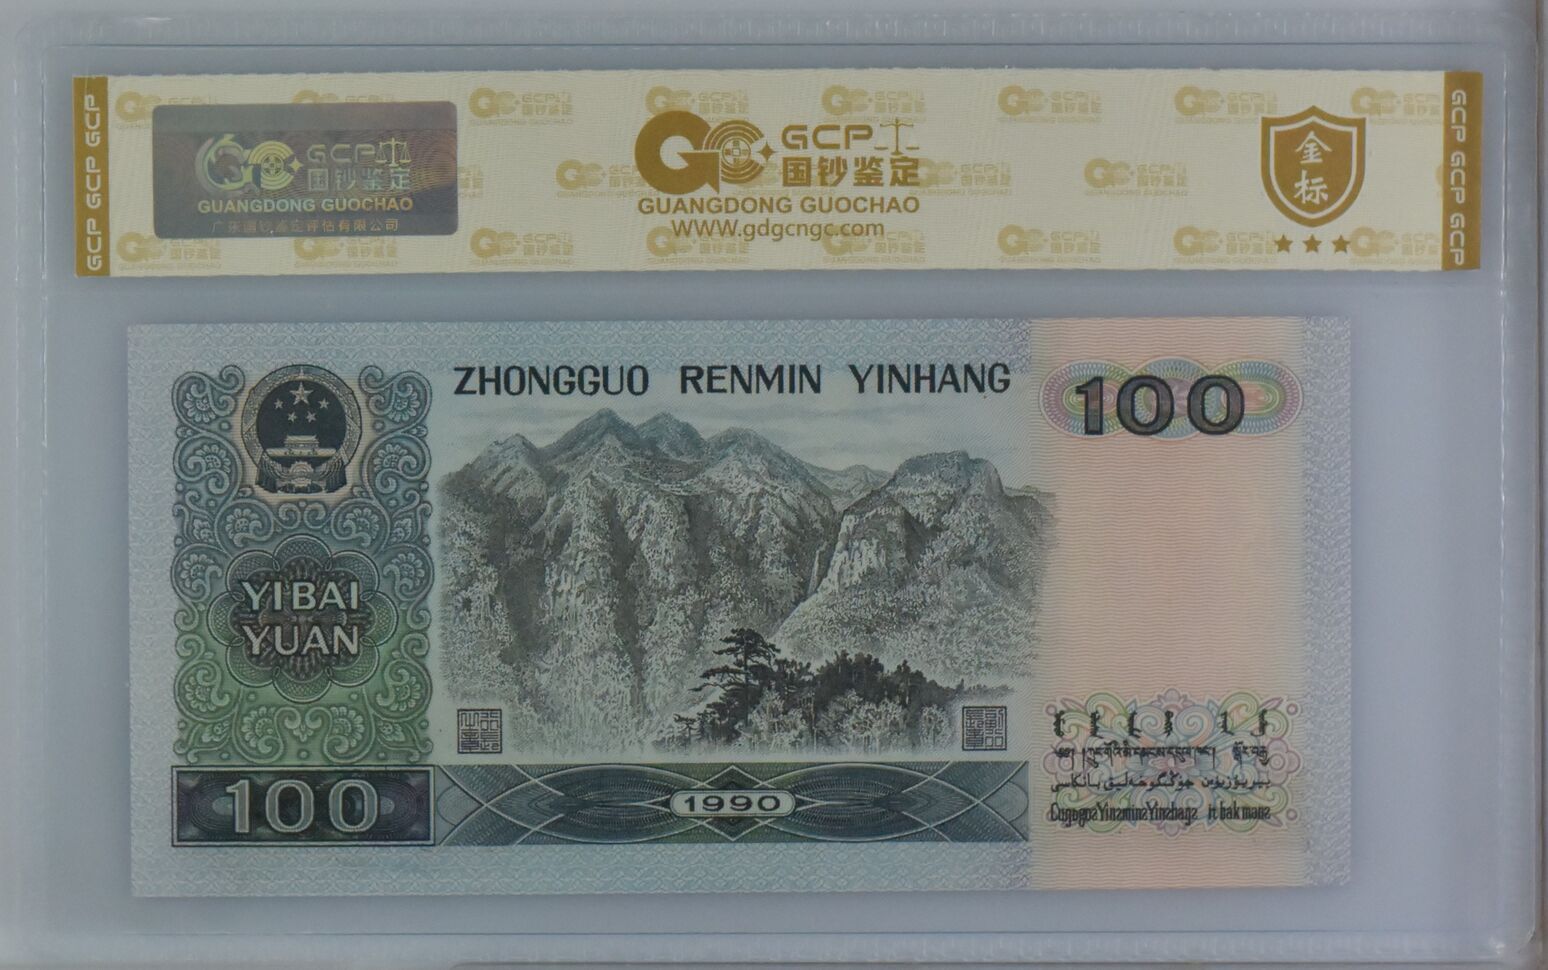 GCP
国钞鉴定
GUANGDONG GUOCHAO
广东国钞鉴定评估有限公司
GCP
国钞鉴定
GUANGDONG GUOCHAO
WWW.gdgcngc.com
金标
GCP GCP GCP
GCP GCP GCP GCP
ZHONGGUO RENMIN YINHANG
100
YIBAI
YUAN
100
1990